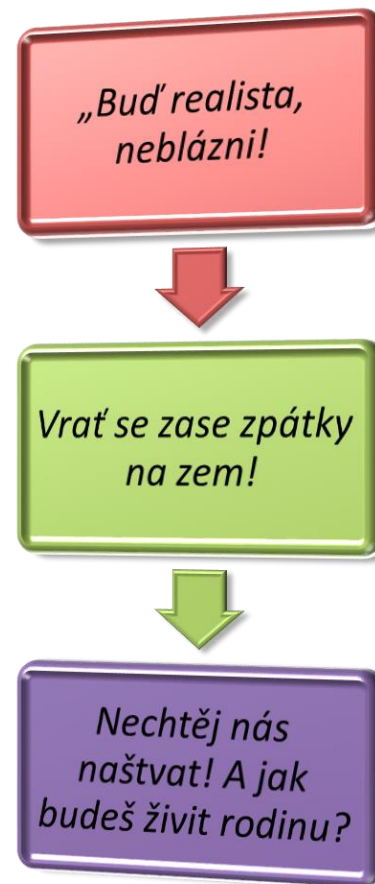 „Buď realista,
neblázni!
Vrať se zase zpátky
na zem!
Nechtěj nás
naštvat! A jak
budeš živit rodinu?